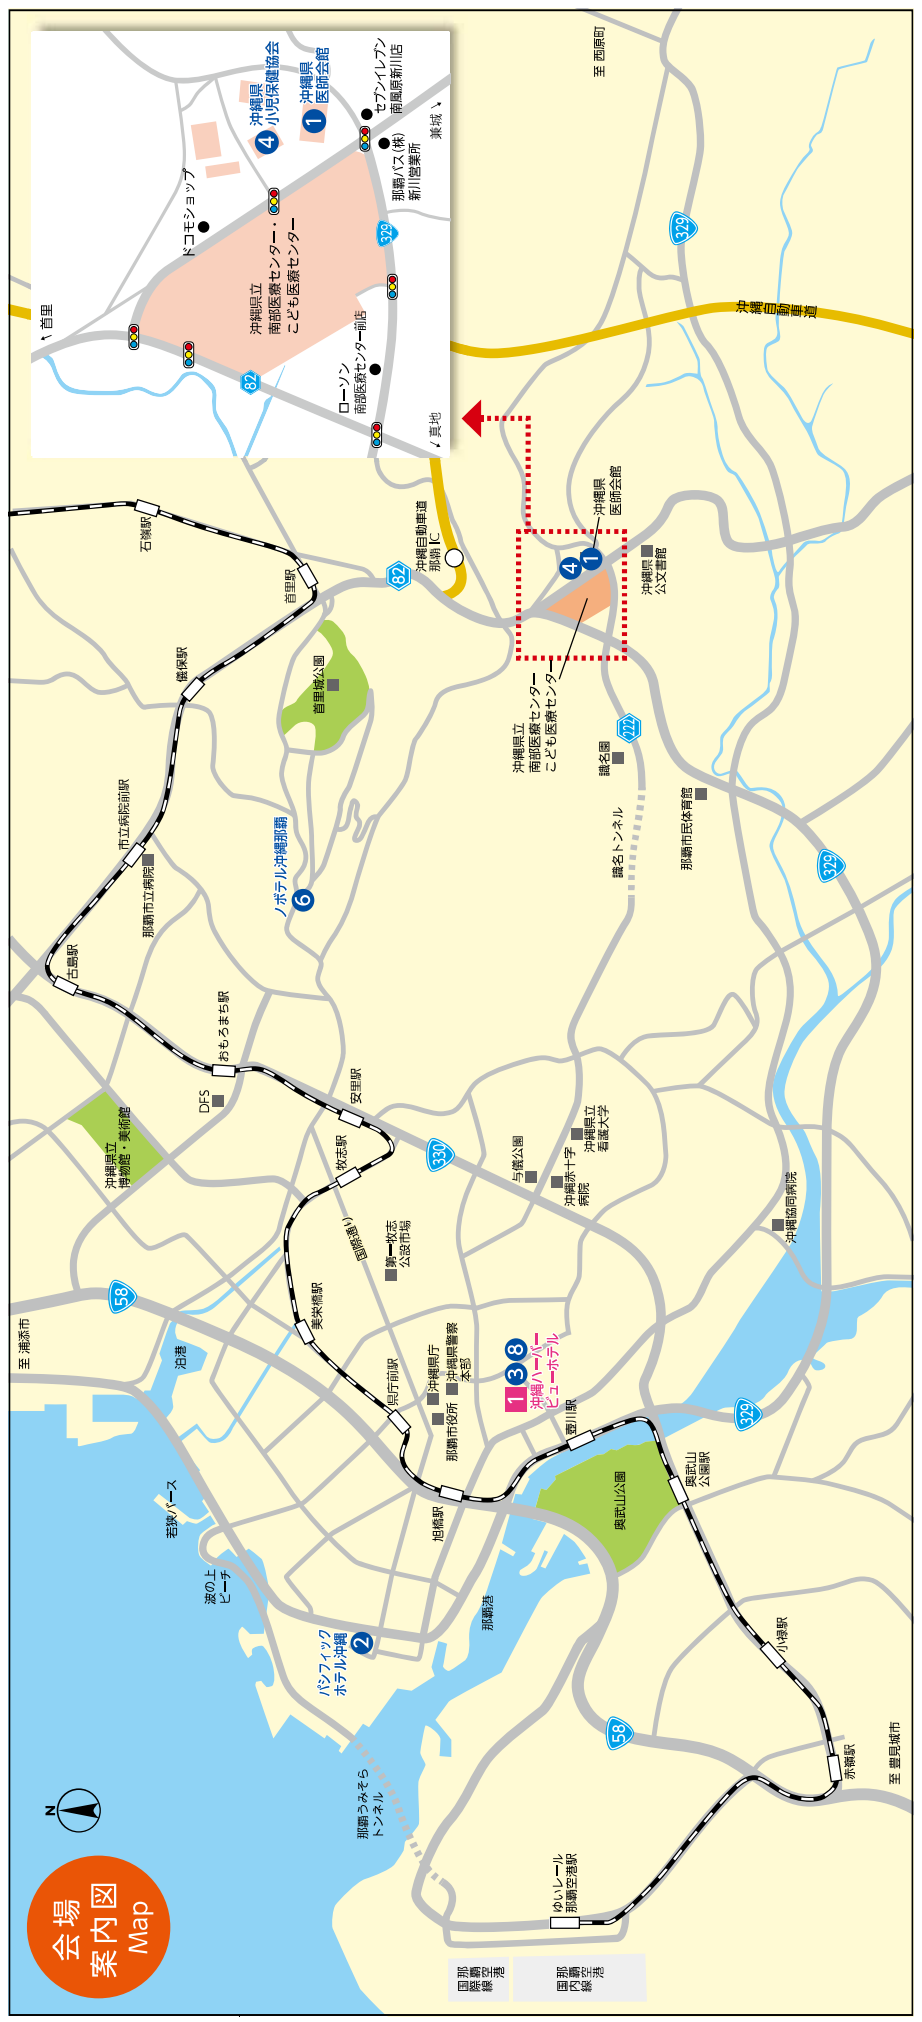 会場
案内図
Map
N
那覇うみそら
トンネル
国際線
那覇空港
国内線
那覇空港
ゆいレール
那覇空港駅
赤嶺駅
至 豊見城市
小禄駅
58
パシフィック
ホテル沖縄
2
那覇港
波の上
ビーチ
若狭バース
泊港
至 浦添市
58
旭橋駅
奥武山公園
奥武山
公園駅
壺川駅
329
県庁前駅
那覇市役所
沖縄県庁
沖縄県警察
本部
1 3 8
沖縄ハーバー
ビューホテル
美栄橋駅
国際通り
第一牧志
公設市場
牧志駅
安里駅
330
与儀公園
沖縄赤十字
病院
沖縄県立
看護大学
沖縄協同病院
沖縄県立
博物館・美術館
DFS
おもろまち駅
古島駅
那覇市立病院
市立病院前駅
ノボテル沖縄那覇
6
儀保駅
首里駅
石嶺駅
首里城公園
82
沖縄自動車道
那覇IC
識名トンネル
識名園
222
那覇市民体育館
329
沖縄県立
南部医療センター
こども医療センター
4
1
沖縄県
医師会館
沖縄県
公文書館
沖縄自動車道
329
至 西原町
首里
真地
兼城
ドコモショップ
4
沖縄県
小児保健協会
1
沖縄県
医師会館
セブンイレブン
南風原新川店
那覇バス(株)
新川営業所
沖縄県立
南部医療センター・
こども医療センター
329
82
ローソン
南部医療センター前店